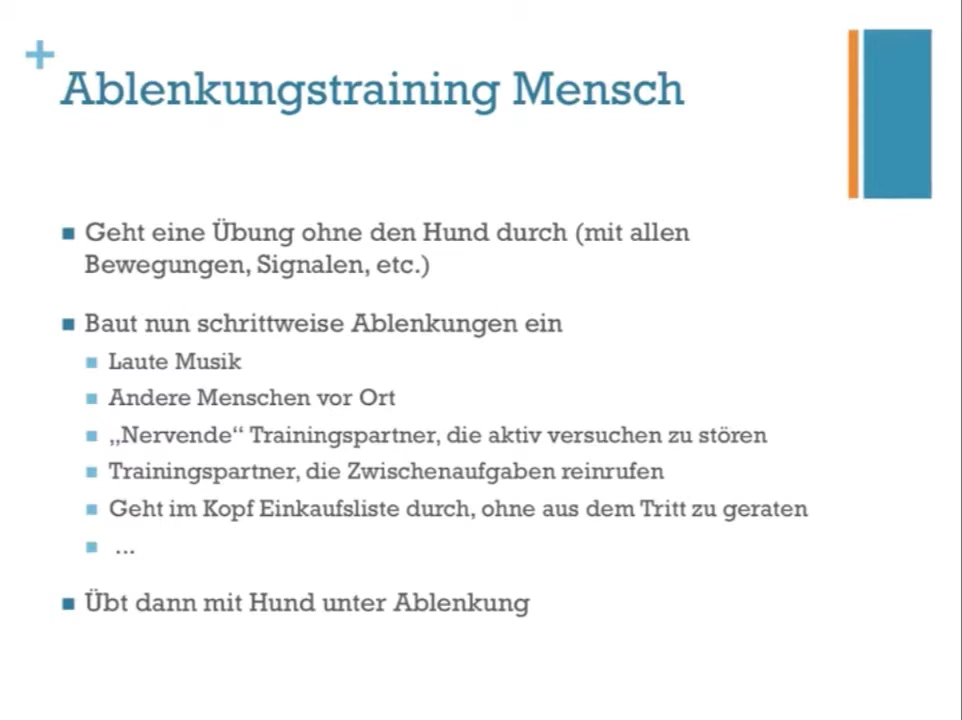 Ablenkungstraining Mensch
Geht eine Übung ohne den Hund durch (mit allen
Bewegungen, Signalen, etc.)
Baut nun schrittweise Ablenkungen ein
Laute Musik
Andere Menschen vor Ort
„Nervende“ Trainingspartner, die aktiv versuchen zu stören
Trainingspartner, die Zwischenaufgaben reinrufen
Geht im Kopf Einkaufsliste durch, ohne aus dem Tritt zu geraten
...
Übt dann mit Hund unter Ablenkung